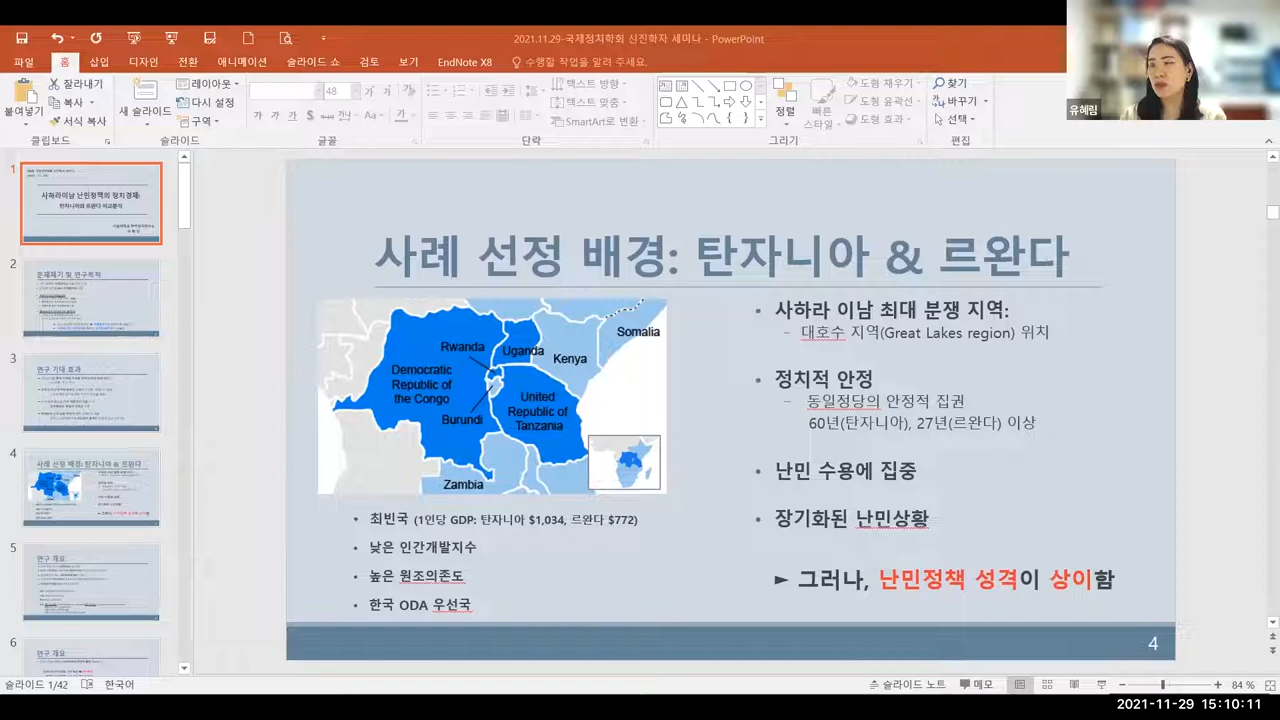 2021.11.29-국제정치학회 신진학자 세미나 - PowerPoint
파일 홈 삽입 디자인 전환 애니메이션 슬라이드 쇼 검토 보기 EndNote X8 수행할 작업을 알려 주세요.
붙여넣기
잘라내기
복사
서식 복사
클립보드
새 슬라이드
레이아웃
다시 설정
구역
슬라이드
48
가 가 가 S abc 가 Aa 가
글꼴
텍스트 방향
텍스트 맞춤
SmartArt로 변환
단락
정렬
빠른 스타일
도형 채우기
도형 윤곽선
도형 효과
그리기
찾기
바꾸기
선택
편집
유혜림
1
사하라이남 난민정책의 정치경제:
탄자니아와 르완다 비교분석
2
문제제기 및 연구목적
3
연구 기대 효과
4
사례 선정 배경: 탄자니아 & 르완다
5
연구 개요
6
연구 개요
사례 선정 배경: 탄자니아 & 르완다
Somalia
Rwanda
Uganda
Kenya
Democratic
Republic of
the Congo
United
Republic of
Tanzania
Burundi
Zambia
• 최빈국 (1인당 GDP: 탄자니아 $1,034, 르완다 $772)
• 낮은 인간개발지수
• 높은 원조의존도
• 한국 ODA 우선국
• 사하라 이남 최대 분쟁 지역:
– 대호수 지역(Great Lakes region) 위치
• 정치적 안정
– 동일정당의 안정적 집권
60년(탄자니아), 27년(르완다) 이상
• 난민 수용에 집중
• 장기화된 난민상황
► 그러나, 난민정책 성격이 상이함
4
슬라이드 1/42 한국어
슬라이드 노트 메모 84 %
2021-11-29 15:10:11